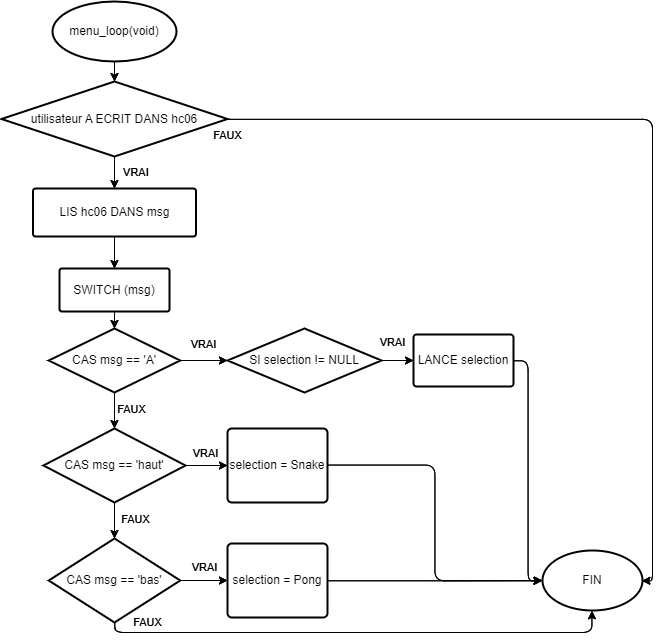 menu_loop(void)
utilisateur A ECRIT DANS hc06
FAUX
VRAI
LIS hc06 DANS msg
SWITCH (msg)
CAS msg == 'A'
VRAI
SI selection != NULL
VRAI
LANCE selection
FAUX
CAS msg == 'haut'
VRAI
selection = Snake
FAUX
CAS msg == 'bas'
VRAI
selection = Pong
FIN
FAUX